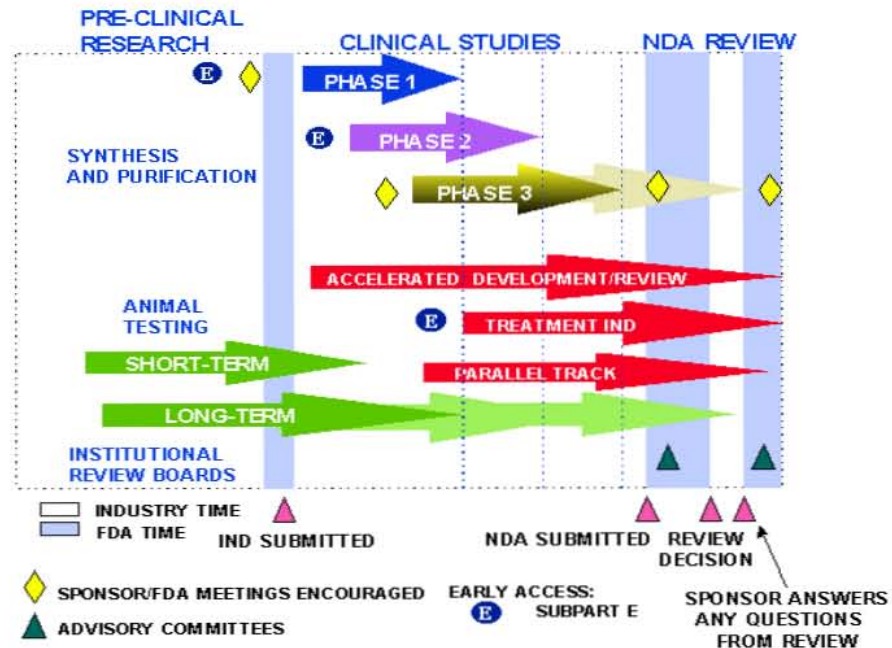 PRE-CLINICAL
RESEARCH
CLINICAL STUDIES
NDA REVIEW
E
PHASE 1
E
PHASE 2
SYNTHESIS
AND PURIFICATION
PHASE 3
ACCELERATED DEVELOPMENT/REVIEW
ANIMAL
TESTING
E
TREATMENT IND
SHORT-TERM
PARALLEL TRACK
LONG-TERM
INSTITUTIONAL
REVIEW BOARDS
INDUSTRY TIME
FDA TIME
IND SUBMITTED
NDA SUBMITTED
REVIEW
DECISION
SPONSOR/FDA MEETINGS ENCOURAGED
ADVISORY COMMITTEES
EARLY ACCESS:
E SUBPART E
SPONSOR ANSWERS
ANY QUESTIONS
FROM REVIEW